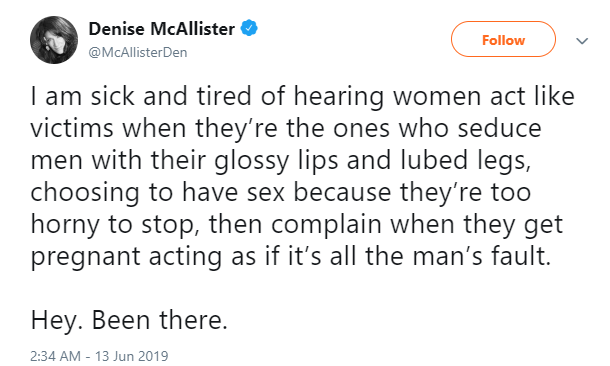 Denise McAllister
@McAllisterDen
Follow
I am sick and tired of hearing women act like
victims when they’re the ones who seduce
men with their glossy lips and lubed legs,
choosing to have sex because they’re too
horny to stop, then complain when they get
pregnant acting as if it’s all the man’s fault.
Hey. Been there.
2:34 AM - 13 Jun 2019